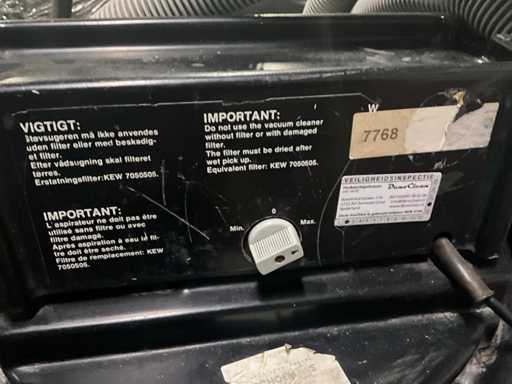 VIGTIGT:
Støvsugeren må ikke anvendes
uden filter eller med beskadig-
et filter.
Efter vådsugning skal filteret
tørres.
Erstatningsfilter: KEW 7050505.
IMPORTANT:
Do not use the vacuum cleaner
without filter or with damaged
filter.
The filter must be dried after
wet pick up.
Equivalent filter: KEW 7050505.
W
7768
VEILIGHEIDSINSPECTIE
DansClean
IMPORTANT:
L'aspirateur ne doit pas être
utilisé sans filtre ou avec
filtre damagé.
Après aspiration à eau le fil-
tre doit être seché.
Filtre de remplacement: KEW
7050505.
0
Min.
Max.